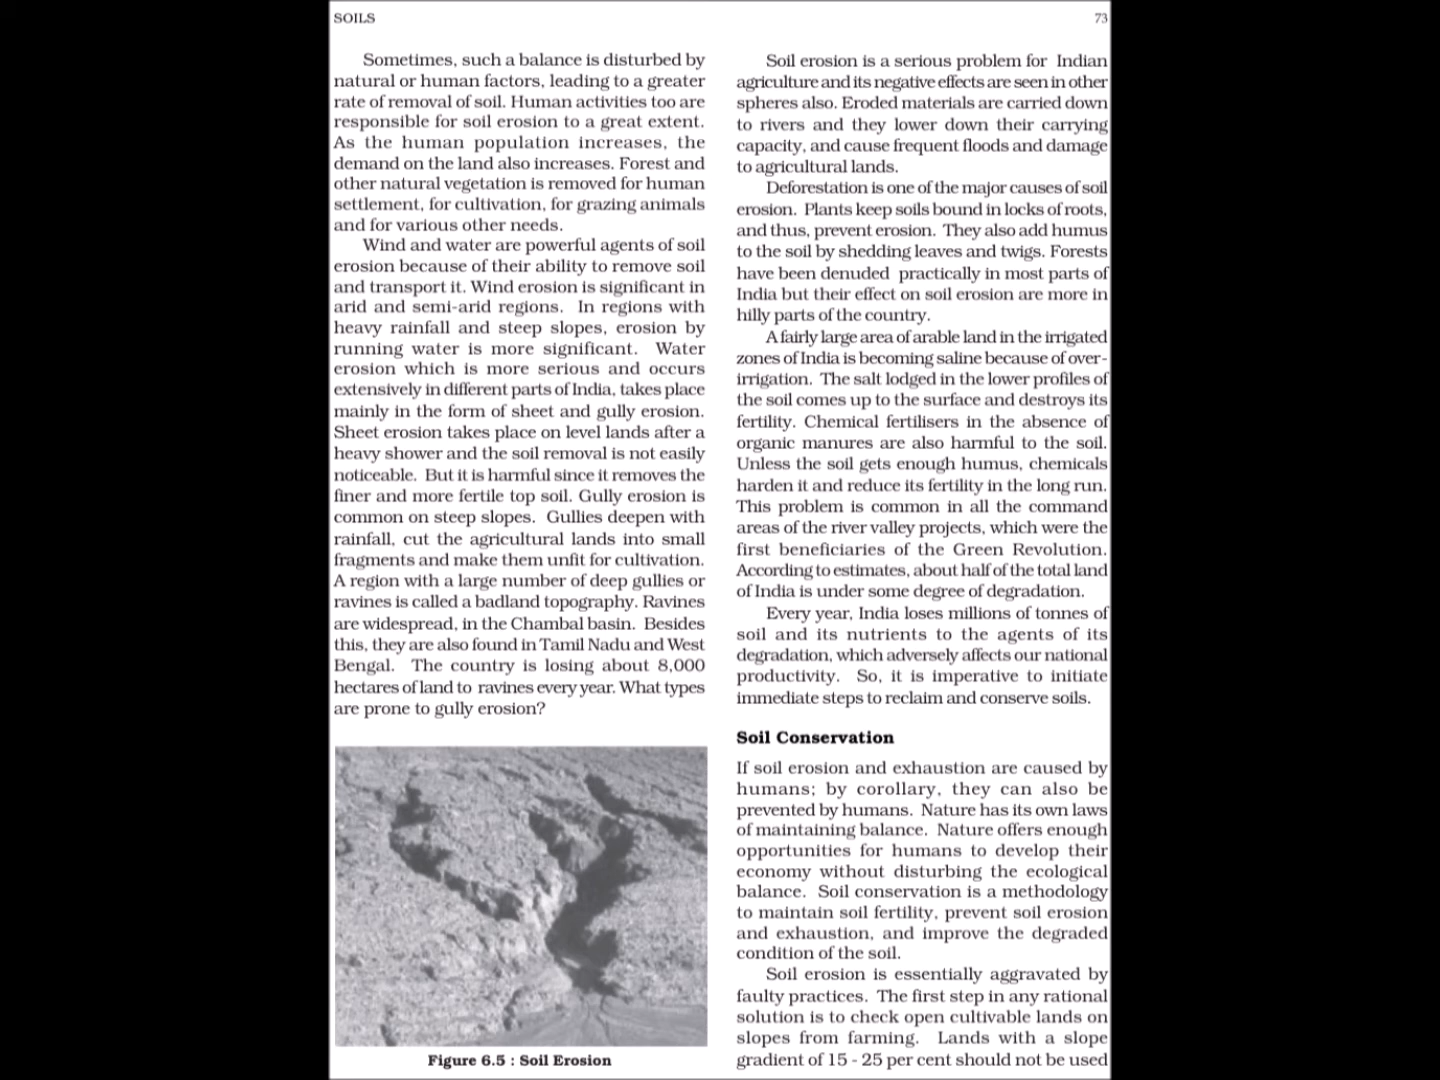 SOILS
73
Sometimes, such a balance is disturbed by
natural or human factors, leading to a greater
rate of removal of soil. Human activities too are
responsible for soil erosion to a great extent.
As the human population increases, the
demand on the land also increases. Forest and
other natural vegetation is removed for human
settlement, for cultivation, for grazing animals
and for various other needs.
Wind and water are powerful agents of soil
erosion because of their ability to remove soil
and transport it. Wind erosion is significant in
arid and semi-arid regions. In regions with
heavy rainfall and steep slopes, erosion by
running water is more significant. Water
erosion which is more serious and occurs
extensively in different parts of India, takes place
mainly in the form of sheet and gully erosion.
Sheet erosion takes place on level lands after a
heavy shower and the soil removal is not easily
noticeable. But it is harmful since it removes the
finer and more fertile top soil. Gully erosion is
common on steep slopes. Gullies deepen with
rainfall, cut the agricultural lands into small
fragments and make them unfit for cultivation.
A region with a large number of deep gullies or
ravines is called a badland topography. Ravines
are widespread, in the Chambal basin. Besides
this, they are also found in Tamil Nadu and West
Bengal. The country is losing about 8,000
hectares of land to ravines every year. What types
are prone to gully erosion?
Figure 6.5 : Soil Erosion
Soil erosion is a serious problem for Indian
agriculture and its negative effects are seen in other
spheres also. Eroded materials are carried down
to rivers and they lower down their carrying
capacity, and cause frequent floods and damage
to agricultural lands.
Deforestation is one of the major causes of soil
erosion. Plants keep soils bound in locks of roots,
and thus, prevent erosion. They also add humus
to the soil by shedding leaves and twigs. Forests
have been denuded practically in most parts of
India but their effect on soil erosion are more in
hilly parts of the country.
A fairly large area of arable land in the irrigated
zones of India is becoming saline because of over-
irrigation. The salt lodged in the lower profiles of
the soil comes up to the surface and destroys its
fertility. Chemical fertilisers in the absence of
organic manures are also harmful to the soil.
Unless the soil gets enough humus, chemicals
harden it and reduce its fertility in the long run.
This problem is common in all the command
areas of the river valley projects, which were the
first beneficiaries of the Green Revolution.
According to estimates, about half of the total land
of India is under some degree of degradation.
Every year, India loses millions of tonnes of
soil and its nutrients to the agents of its
degradation, which adversely affects our national
productivity. So, it is imperative to initiate
immediate steps to reclaim and conserve soils.
Soil Conservation
If soil erosion and exhaustion are caused by
humans; by corollary, they can also be
prevented by humans. Nature has its own laws
of maintaining balance. Nature offers enough
opportunities for humans to develop their
economy without disturbing the ecological
balance. Soil conservation is a methodology
to maintain soil fertility, prevent soil erosion
and exhaustion, and improve the degraded
condition of the soil.
Soil erosion is essentially aggravated by
faulty practices. The first step in any rational
solution is to check open cultivable lands on
slopes from farming. Lands with a slope
gradient of 15 - 25 per cent should not be used